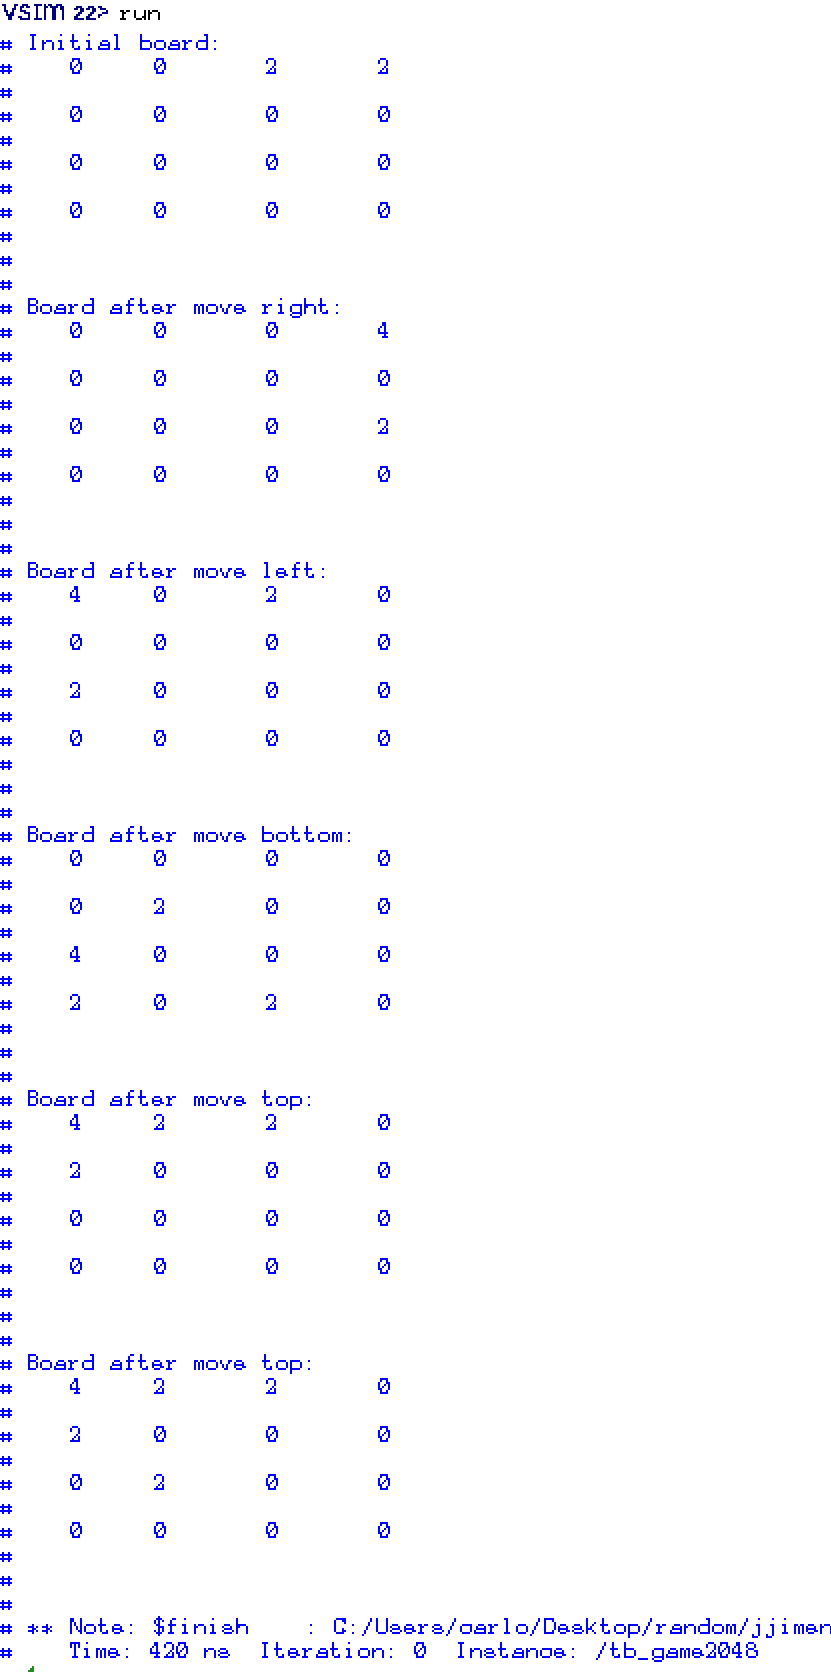 VSIM 22> run
# Initial board:
# 0 0 2 2
#
# 0 0 0 0
#
# 0 0 0 0
#
# 0 0 0 0
#
#
#
# Board after move right:
# 0 0 0 4
#
# 0 0 0 0
#
# 0 0 0 2
#
# 0 0 0 0
#
#
#
# Board after move left:
# 4 0 2 0
#
# 0 0 0 0
#
# 2 0 0 0
#
# 0 0 0 0
#
#
#
# Board after move bottom:
# 0 0 0 0
#
# 0 2 0 0
#
# 4 0 0 0
#
# 2 0 2 0
#
#
#
# Board after move top:
# 4 2 2 0
#
# 2 0 0 0
#
# 0 0 0 0
#
# 0 0 0 0
#
#
#
# Board after move top:
# 4 2 2 0
#
# 2 0 0 0
#
# 0 2 0 0
#
# 0 0 0 0
#
#
#
# ** Note: $finish : C:/Users/carlo/Desktop/random/jjimen
# Time: 420 ns Iteration: 0 Instance: /tb_game2048